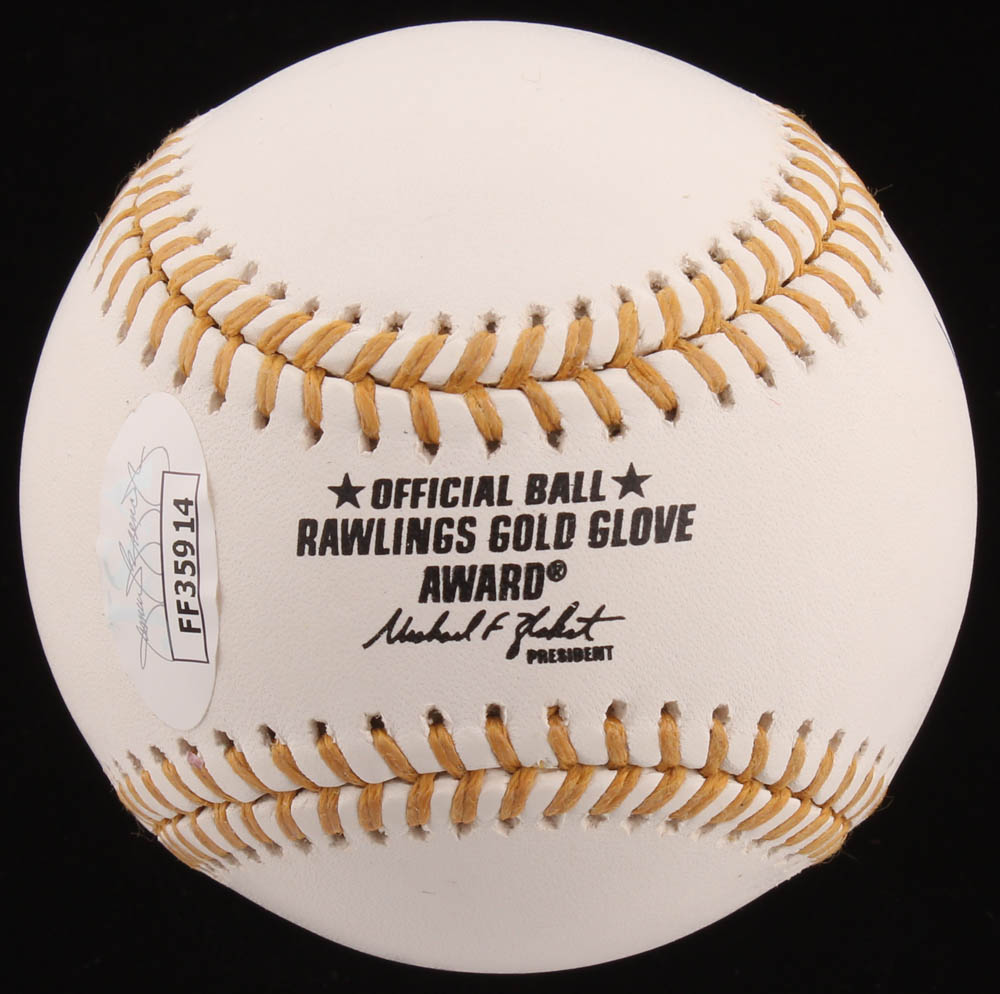 ★ OFFICIAL BALL ★
RAWLINGS GOLD GLOVE
AWARD®
PRESIDENT
FF35914